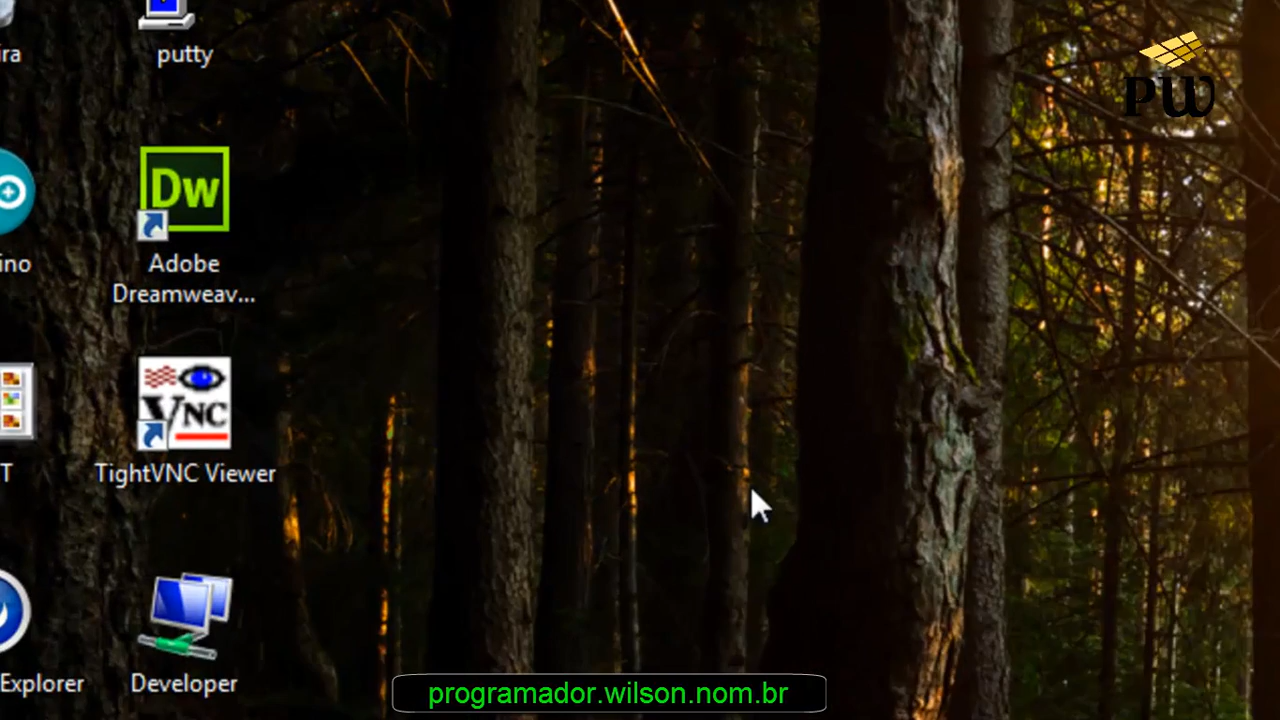 ira
putty
PW
Dw
ino
Adobe
Dreamweav...
VNC
T
TightVNC Viewer
Explorer
Developer
programador.wilson.nom.br